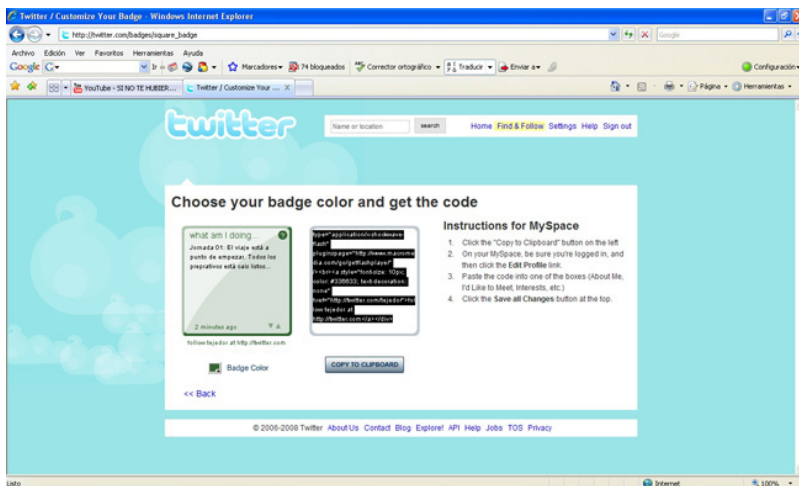 Twitter / Customize Your Badge - Windows Internet Explorer
http://twitter.com/badges/square_badge
Google
Archivo Edición Ver Favoritos Herramientas Ayuda
Google G Ir Marcadores 74 bloqueados Corrector ortográfico Traducir Enviar a Configuración
YouTube - SI NO TE HUBIER... Twitter / Customize Your ... X Página Herramientas
twitter
Name or location search Home Find & Follow Settings Help Sign out
Choose your badge color and get the code
what am I doing... ?
Jornada 01: El viaje está a
punto de empezar. Todos los
2 minutes ago
follow tejedor at http://twitter.com
Badge Color
type="application/x-shockwave-
flash"
pluginspage="http://www.macrome
dia.com/go/getflashplayer"
/><br><a style="font-size: 10px;
color: #336633; text-decoration:
none"
href="http://twitter.com/tejedor">fol
low tejedor at
http://twitter.com</a></div>
COPY TO CLIPBOARD
Instructions for MySpace
1. Click the "Copy to Clipboard" button on the left
2. On your MySpace, be sure you're logged in, and
then click the Edit Profile link.
3. Paste the code into one of the boxes (About Me,
I'd Like to Meet, Interests, etc.)
4. Click the Save all Changes button at the top.
<< Back
© 2006-2008 Twitter About Us Contact Blog Explore! API Help Jobs TOS Privacy
Listo Internet 100%